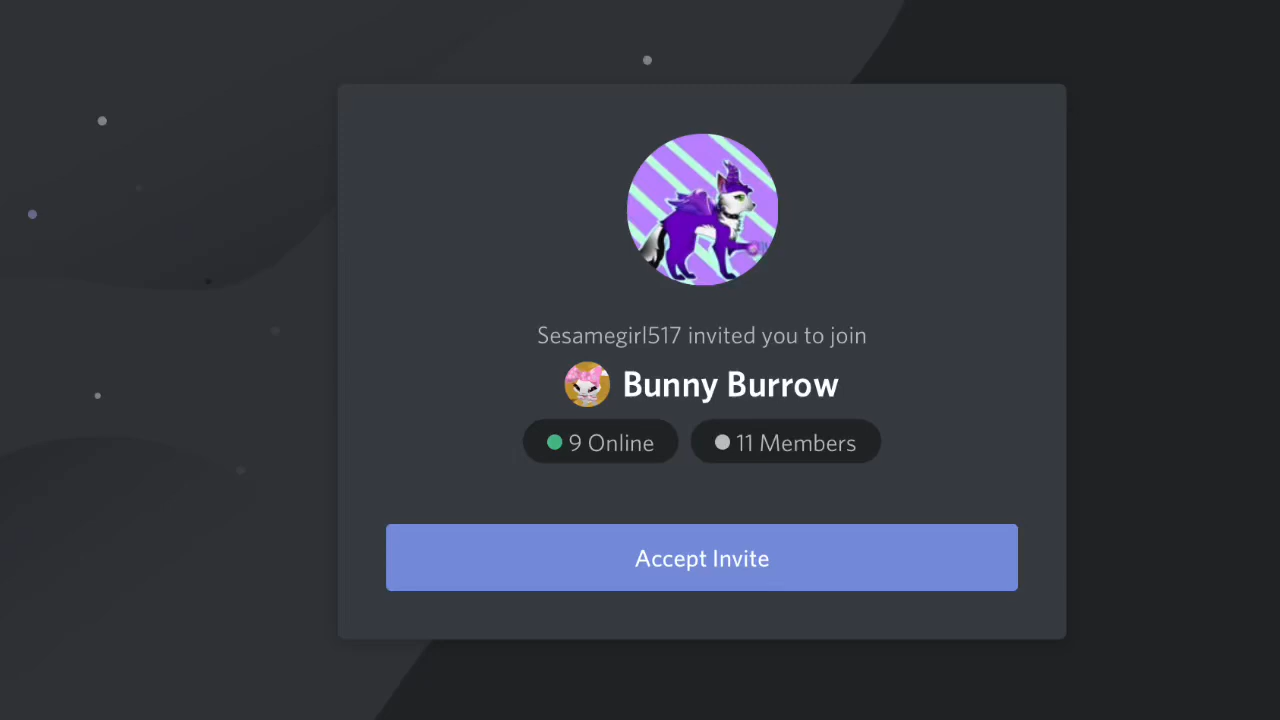 Sesamegirl517 invited you to join
Bunny Burrow
9 Online 11 Members
Accept Invite